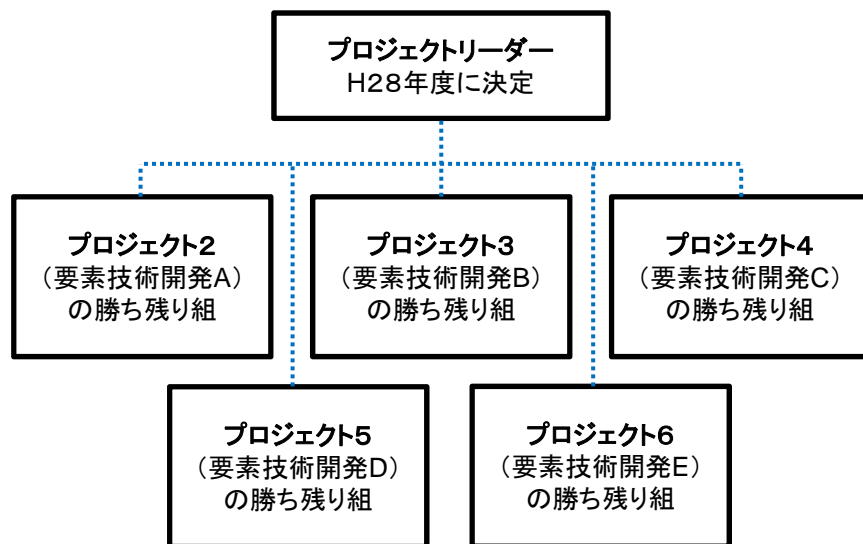 プロジェクトリーダー
H28年度に決定
プロジェクト2
(要素技術開発A)
の勝ち残り組
プロジェクト3
(要素技術開発B)
の勝ち残り組
プロジェクト4
(要素技術開発C)
の勝ち残り組
プロジェクト5
(要素技術開発D)
の勝ち残り組
プロジェクト6
(要素技術開発E)
の勝ち残り組